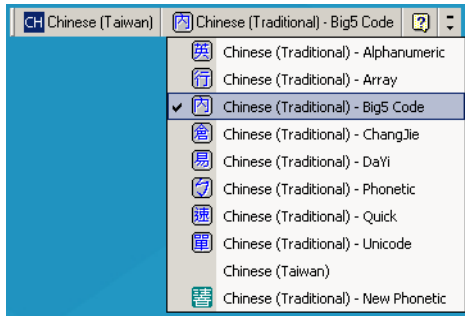 CH Chinese (Taiwan) 内 Chinese (Traditional) - Big5 Code ?
英 Chinese (Traditional) - Alphanumeric
行 Chinese (Traditional) - Array
内 Chinese (Traditional) - Big5 Code
倉 Chinese (Traditional) - ChangJie
易 Chinese (Traditional) - DaYi
ㄅ Chinese (Traditional) - Phonetic
速 Chinese (Traditional) - Quick
單 Chinese (Traditional) - Unicode
Chinese (Taiwan)
Chinese (Traditional) - New Phonetic